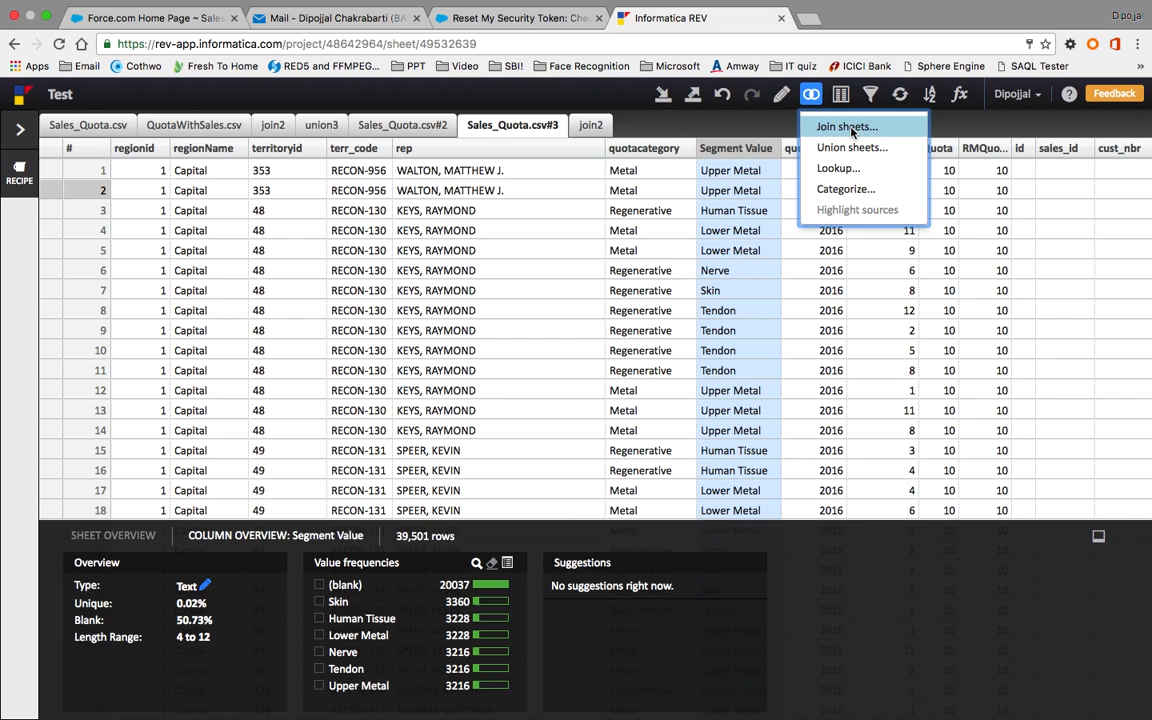 Force.com Home Page ~ Sales
Mail - Dipojjal Chakrabarti (BA
Reset My Security Token: Che
Informatica REV
Dipojjal
https://rev-app.informatica.com/project/48642964/sheet/49532639
Apps Email Cothwo Fresh To Home RED5 and FFMPEG... PPT Video SBI! Face Recognition Microsoft Amway IT quiz ICICI Bank Sphere Engine SAQL Tester »
Test
fx Dipojjal ? Feedback
Sales_Quota.csv QuotaWithSales.csv join2 union3 Sales_Quota.csv#2 Sales_Quota.csv#3 join2
Join sheets...
Union sheets...
Lookup...
Categorize...
Highlight sources
RECIPE
# regionid regionName territoryid terr_code rep quotacategory Segment Value qu Quota RMQuo... id sales_id cust_nbr
1 1 Capital 353 RECON-956 WALTON, MATTHEW J. Metal Upper Metal 10 10
2 1 Capital 353 RECON-956 WALTON, MATTHEW J. Metal Upper Metal 10 10
3 1 Capital 48 RECON-130 KEYS, RAYMOND Regenerative Human Tissue 10 10
4 1 Capital 48 RECON-130 KEYS, RAYMOND Metal Lower Metal 2016 11 10 10
5 1 Capital 48 RECON-130 KEYS, RAYMOND Metal Lower Metal 2016 9 10 10
6 1 Capital 48 RECON-130 KEYS, RAYMOND Regenerative Nerve 2016 6 10 10
7 1 Capital 48 RECON-130 KEYS, RAYMOND Regenerative Skin 2016 8 10 10
8 1 Capital 48 RECON-130 KEYS, RAYMOND Regenerative Tendon 2016 12 10 10
9 1 Capital 48 RECON-130 KEYS, RAYMOND Regenerative Tendon 2016 2 10 10
10 1 Capital 48 RECON-130 KEYS, RAYMOND Regenerative Tendon 2016 5 10 10
11 1 Capital 48 RECON-130 KEYS, RAYMOND Regenerative Tendon 2016 8 10 10
12 1 Capital 48 RECON-130 KEYS, RAYMOND Metal Upper Metal 2016 1 10 10
13 1 Capital 48 RECON-130 KEYS, RAYMOND Metal Upper Metal 2016 11 10 10
14 1 Capital 48 RECON-130 KEYS, RAYMOND Metal Upper Metal 2016 8 10 10
15 1 Capital 49 RECON-131 SPEER, KEVIN Regenerative Human Tissue 2016 3 10 10
16 1 Capital 49 RECON-131 SPEER, KEVIN Regenerative Human Tissue 2016 4 10 10
17 1 Capital 49 RECON-131 SPEER, KEVIN Metal Lower Metal 2016 4 10 10
18 1 Capital 49 RECON-131 SPEER, KEVIN Metal Lower Metal 2016 6 10 10
SHEET OVERVIEW COLUMN OVERVIEW: Segment Value 39,501 rows
Overview
Type: Text
Unique: 0.02%
Blank: 50.73%
Length Range: 4 to 12
Value frequencies
(blank) 20037
Skin 3360
Human Tissue 3228
Lower Metal 3228
Nerve 3216
Tendon 3216
Upper Metal 3216
Suggestions
No suggestions right now.